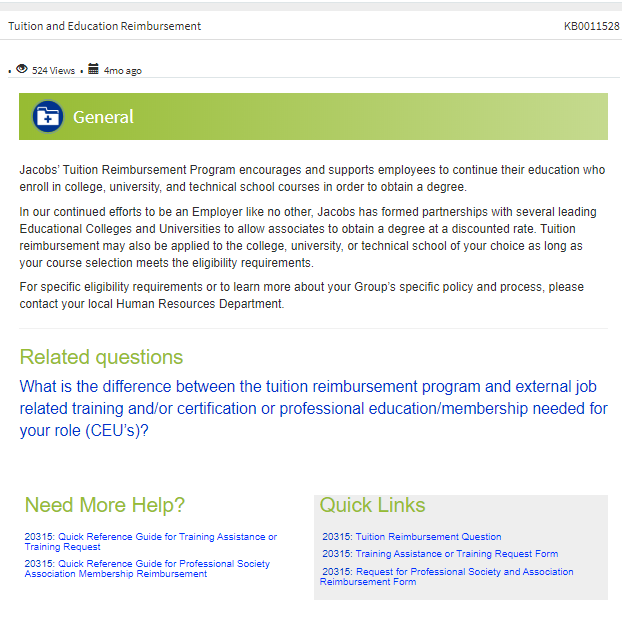 Tuition and Education Reimbursement KB0011528
524 Views 4mo ago
General
Jacobs' Tuition Reimbursement Program encourages and supports employees to continue their education who
enroll in college, university, and technical school courses in order to obtain a degree.
In our continued efforts to be an Employer like no other, Jacobs has formed partnerships with several leading
Educational Colleges and Universities to allow associates to obtain a degree at a discounted rate. Tuition
reimbursement may also be applied to the college, university, or technical school of your choice as long as
your course selection meets the eligibility requirements.
For specific eligibility requirements or to learn more about your Group's specific policy and process, please
contact your local Human Resources Department.
Related questions
What is the difference between the tuition reimbursement program and external job
related training and/or certification or professional education/membership needed for
your role (CEU's)?
Need More Help?
20315: Quick Reference Guide for Training Assistance or
Training Request
20315: Quick Reference Guide for Professional Society
Association Membership Reimbursement
Quick Links
20315: Tuition Reimbursement Question
20315: Training Assistance or Training Request Form
20315: Request for Professional Society and Association
Reimbursement Form